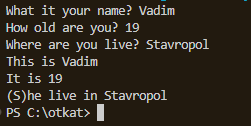 What it your name? Vadim
How old are you? 19
Where are you live? Stavropol
This is Vadim
It is 19
(S)he live in Stavropol
PS C:\otkat>